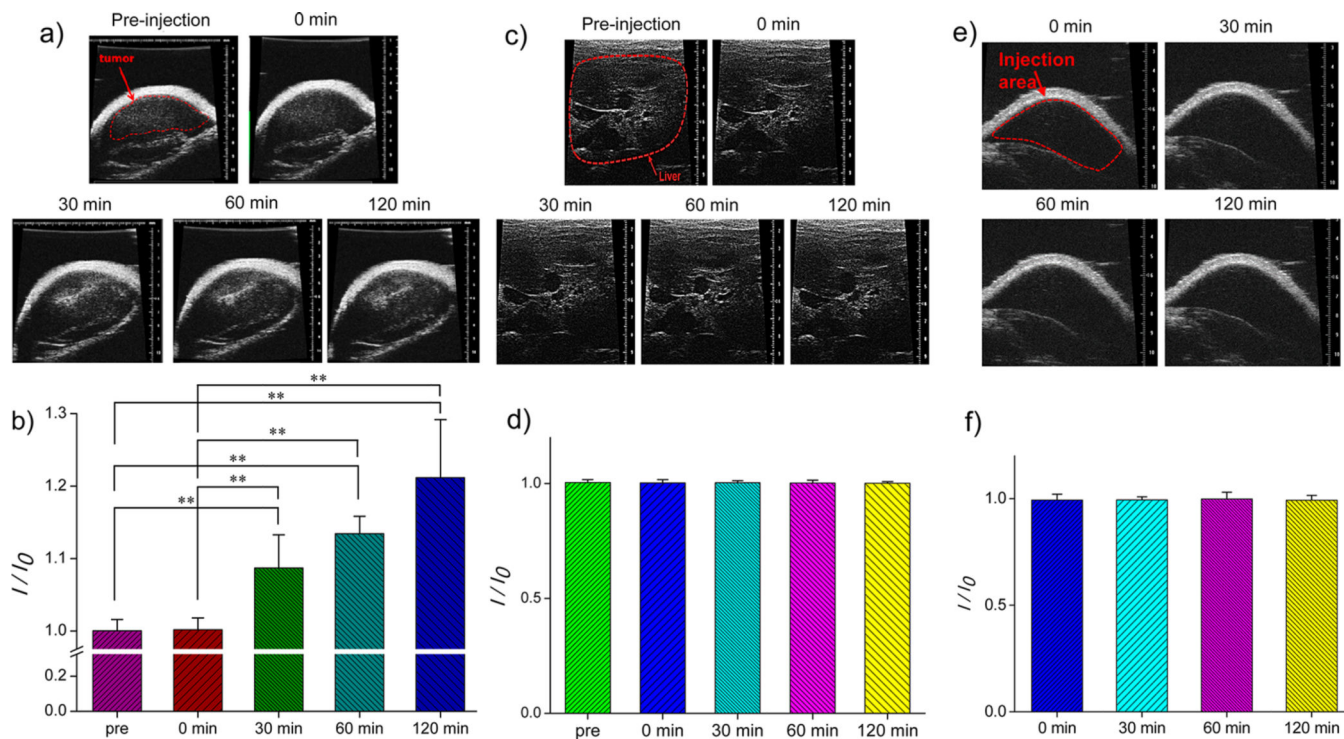 a)
Pre-injection 0 min
tumor
30 min 60 min 120 min
b)
I / I0
1.3
1.2
1.1
1.0
0.2
0.0
**
**
**
**
**
**
pre 0 min 30 min 60 min 120 min
c)
Pre-injection 0 min
Liver
30 min 60 min 120 min
d)
I / I0
1.0
0.5
0.0
pre 0 min 30 min 60 min 120 min
e)
0 min 30 min
Injection
area
60 min 120 min
f)
I / I0
1.0
0.5
0.0
0 min 30 min 60 min 120 min